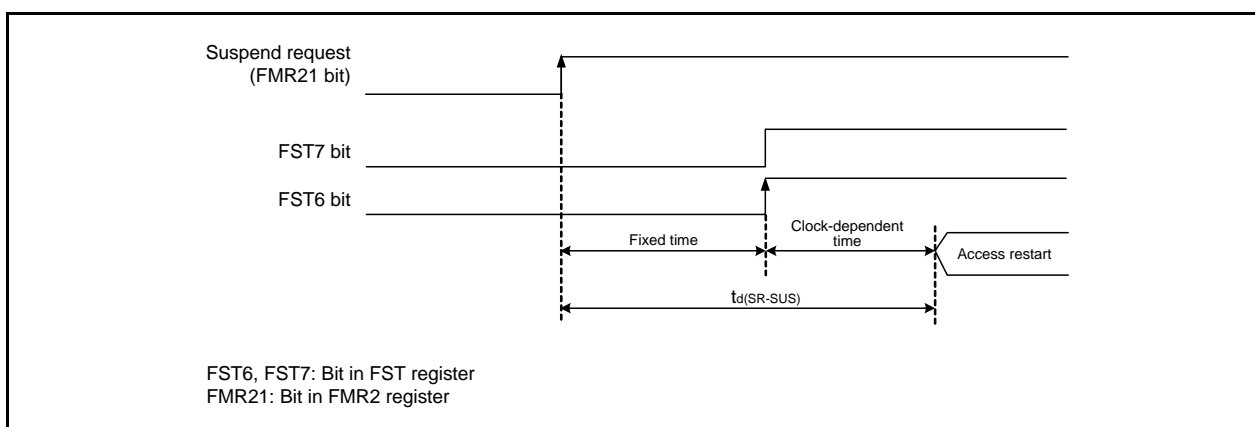 Suspend request
(FMR21 bit)
FST7 bit
FST6 bit
Fixed time
Clock-dependent
time
Access restart
td(SR-SUS)
FST6, FST7: Bit in FST register
FMR21: Bit in FMR2 register